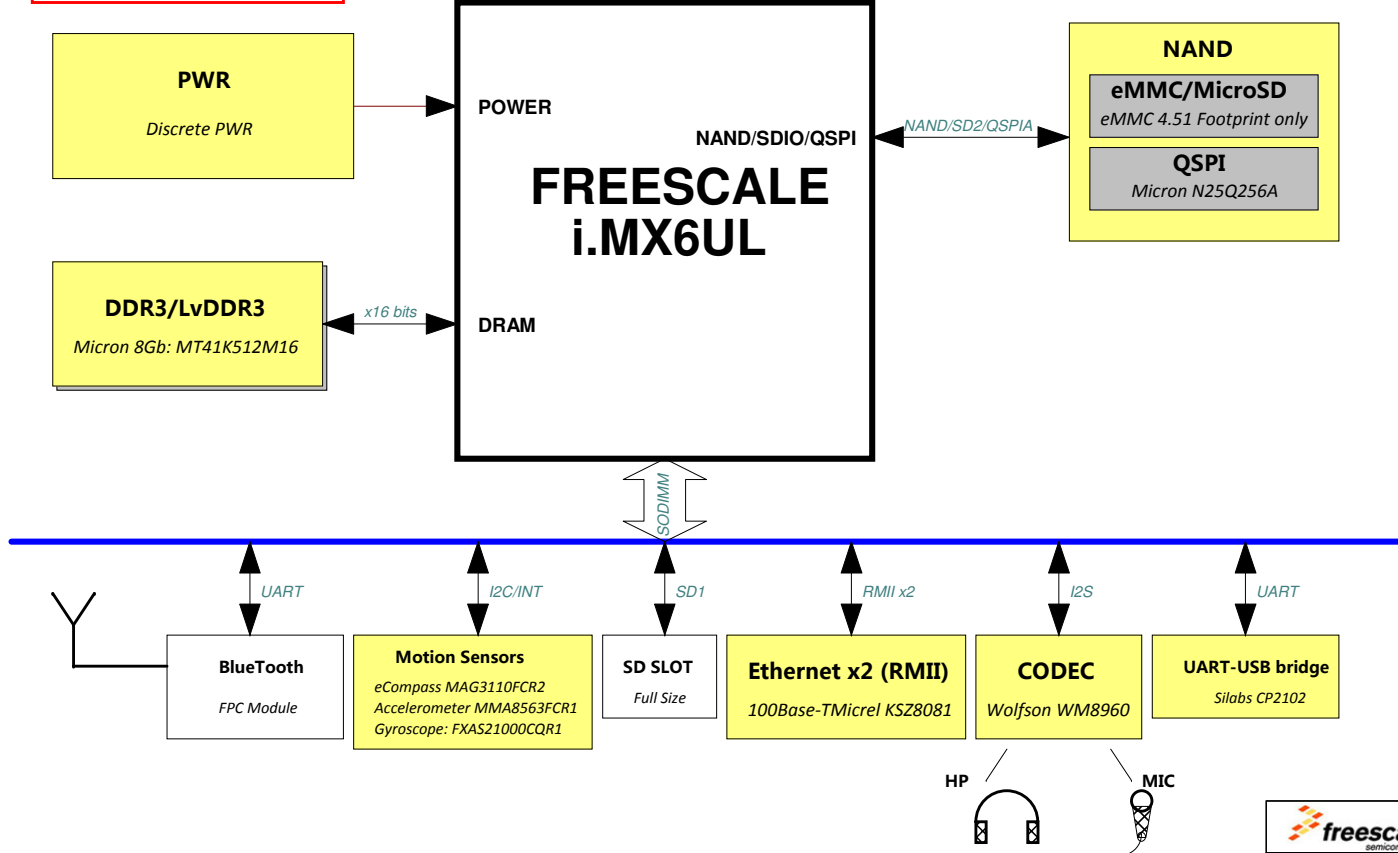 PWR
Discrete PWR
POWER
NAND/SDIO/QSPI
FREESCALE
i.MX6UL
NAND/SD2/QSPIA
NAND
eMMC/MicroSD
eMMC 4.51 Footprint only
QSPI
Micron N25Q256A
DDR3/LvDDR3
Micron 8Gb: MT41K512M16
x16 bits
DRAM
SODIMM
UART
I2C/INT
SD1
RMII x2
I2S
UART
BlueTooth
FPC Module
Motion Sensors
eCompass MAG3110FCR2
Accelerometer MMA8563FCR1
Gyroscope: FXAS21000CQR1
SD SLOT
Full Size
Ethernet x2 (RMII)
100Base-TMicrel KSZ8081
CODEC
Wolfson WM8960
UART-USB bridge
Silabs CP2102
HP
MIC